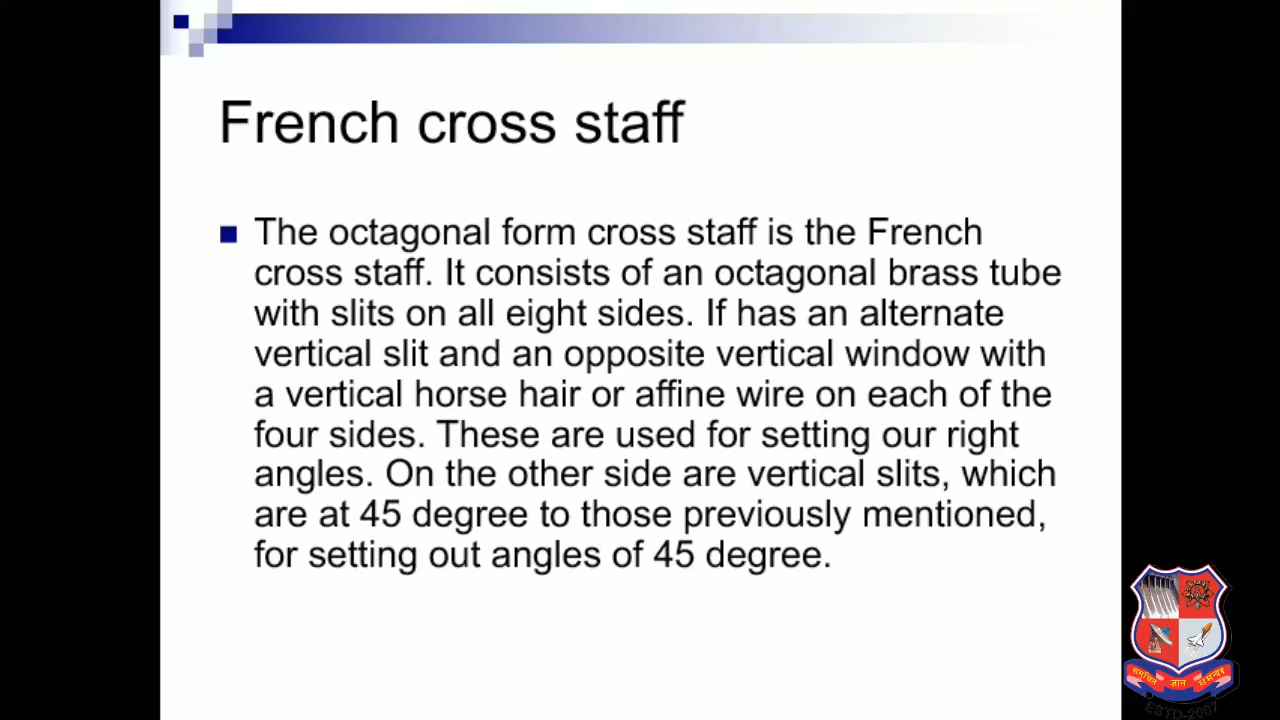 French cross staff
The octagonal form cross staff is the French
cross staff. It consists of an octagonal brass tube
with slits on all eight sides. If has an alternate
vertical slit and an opposite vertical window with
a vertical horse hair or affine wire on each of the
four sides. These are used for setting our right
angles. On the other side are vertical slits, which
are at 45 degree to those previously mentioned,
for setting out angles of 45 degree.
ज्ञान
ESTD-2007